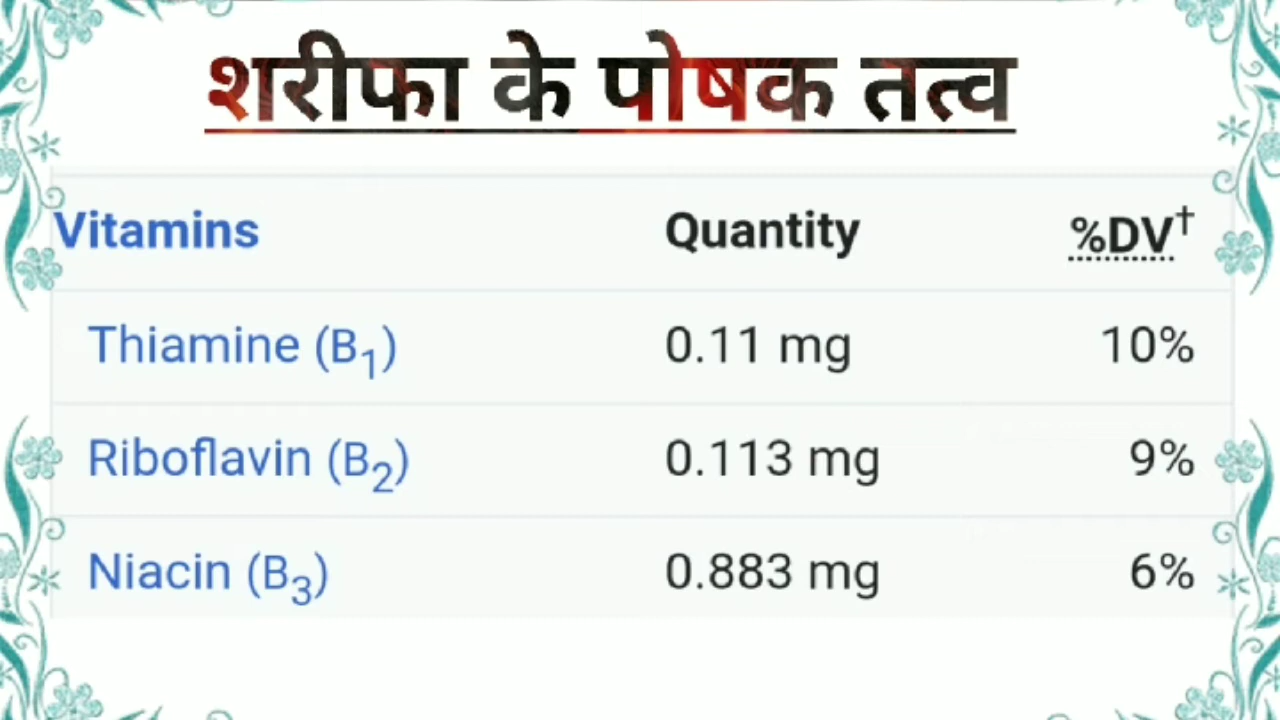 शरीफा के पोषक तत्व
Vitamins Quantity %DV†
Thiamine (B1) 0.11 mg 10%
Riboflavin (B2) 0.113 mg 9%
Niacin (B3) 0.883 mg 6%